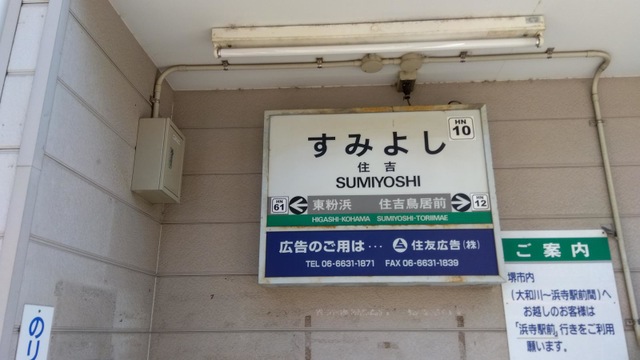 HN
10
すみよし
住吉
SUMIYOSHI
HN
61
東粉浜
住吉鳥居前
HN
12
HIGASHI-KOHAMA SUMIYOSHI-TORIIMAE
広告のご用は・・・ 住友広告(株)
TEL 06-6631-1871 FAX 06-6631-1839
ご案内
堺市内
(大和川~浜寺駅前間)へ
お越しのお客様は
「浜寺駅前」行きをご利用
願います。
のり